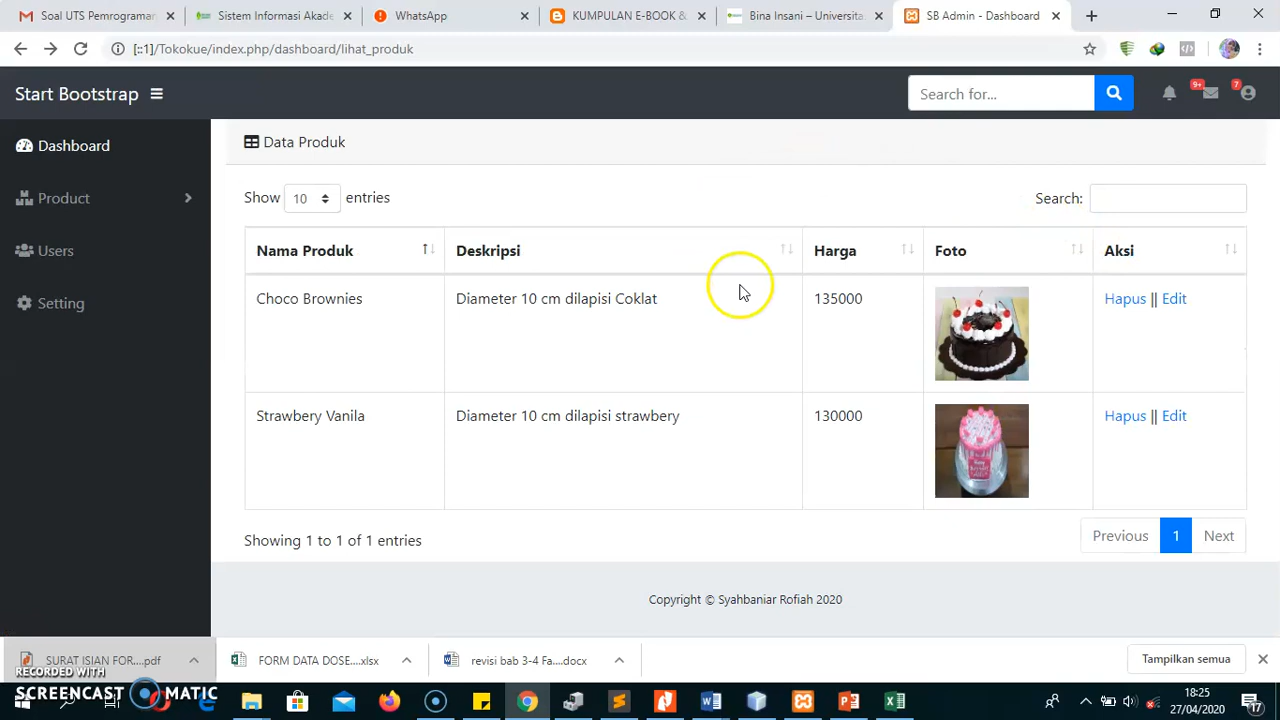 Soal UTS Pemrograman
Sistem Informasi Akade
WhatsApp
KUMPULAN E-BOOK &
Bina Insani – Universita
SB Admin - Dashboard
[::1]/Tokokue/index.php/dashboard/lihat_produk
Start Bootstrap
Search for...
9+
7
Dashboard
Product
Users
Setting
Data Produk
Show 10 entries
Search:
Nama Produk Deskripsi Harga Foto Aksi
Choco Brownies Diameter 10 cm dilapisi Coklat 135000 Hapus || Edit
Strawbery Vanila Diameter 10 cm dilapisi strawbery 130000 Hapus || Edit
Showing 1 to 1 of 1 entries
Previous 1 Next
Copyright © Syahbaniar Rofiah 2020
SURAT ISIAN FOR....pdf
FORM DATA DOSE....xlsx
revisi bab 3-4 Fa....docx
Tampilkan semua
RECORDED WITH
SCREENCAST MATIC
18:25
27/04/2020
17